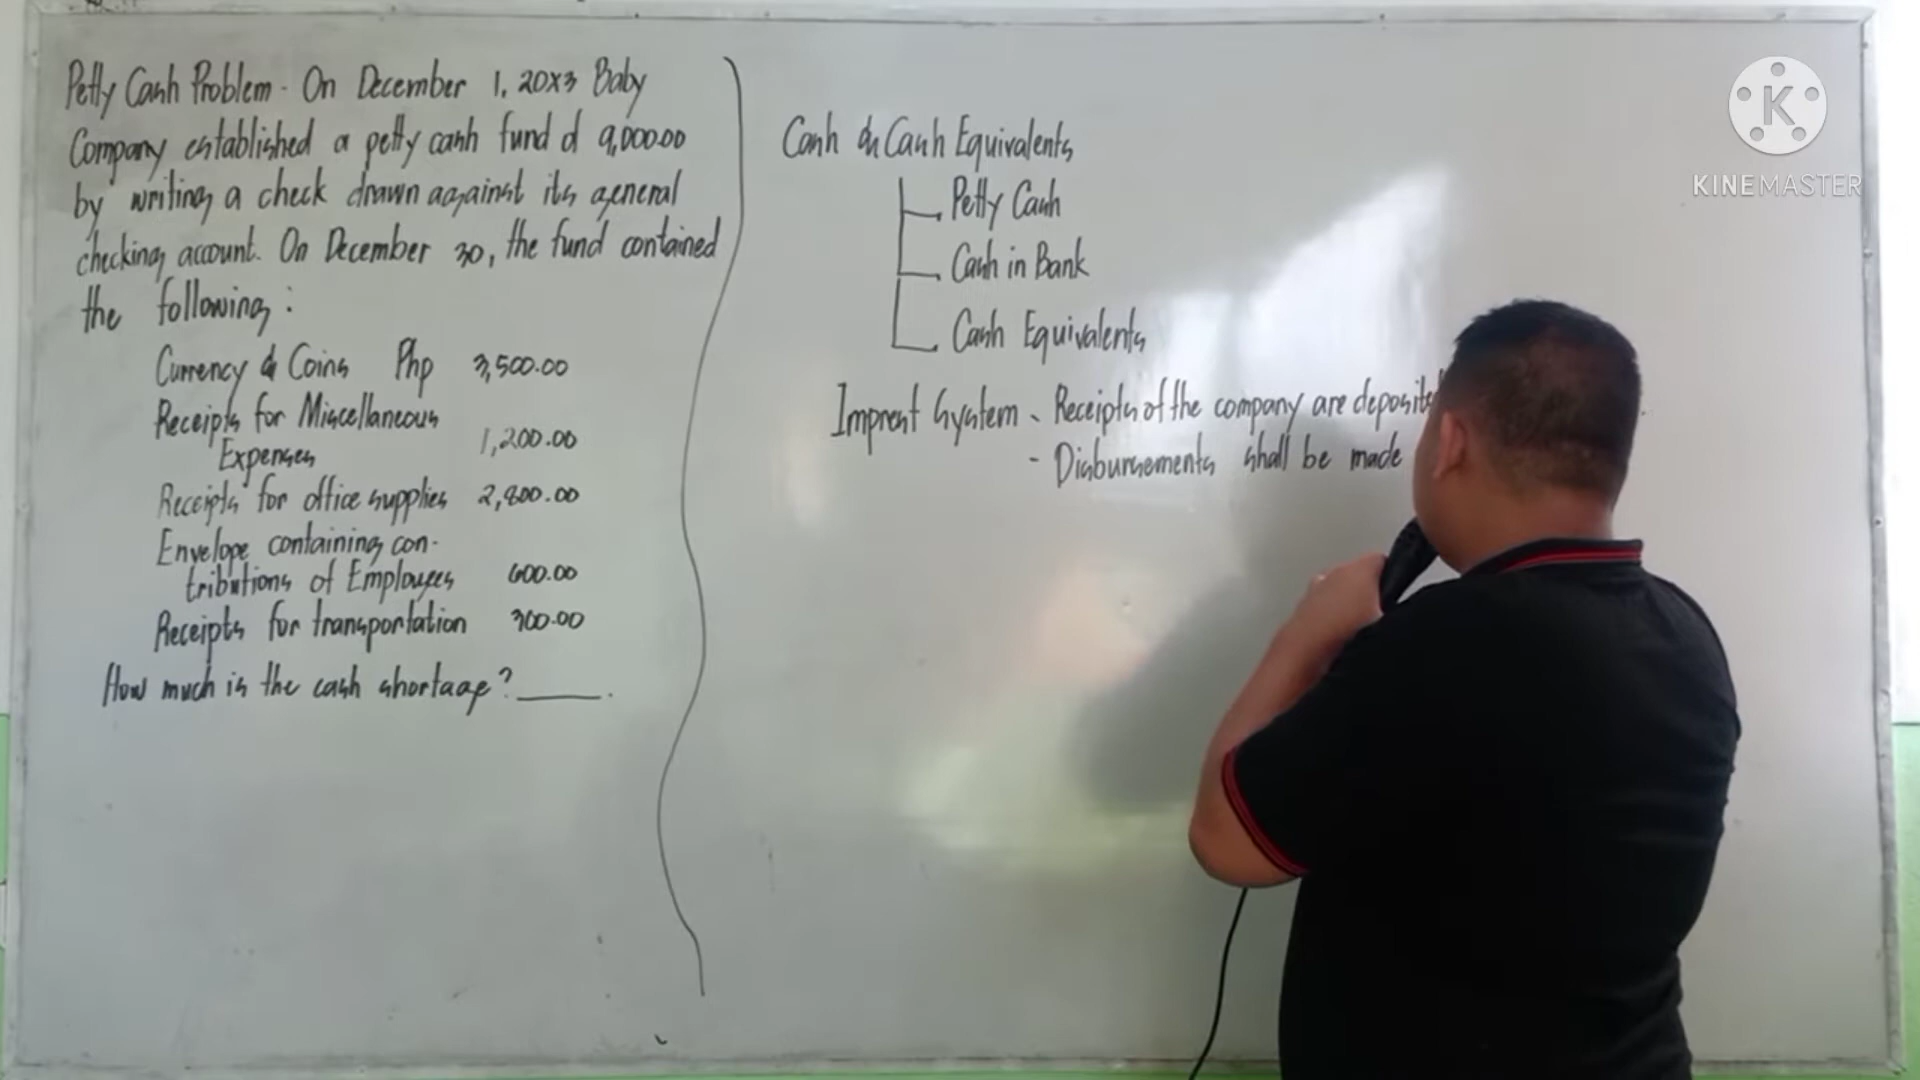 Petty Cash Problem - On December 1, 20x3 Baby
Company established a petty cash fund of 9,000.00
by writing a check drawn against its general
checking account. On December 30, the fund contained
the following:
Currency & Coins Php 3,500.00
Receipts for Miscellaneous
Expenses 1,200.00
Receipts for office supplies 2,800.00
Envelope containing con-
tributions of Employees 600.00
Receipts for transportation 300.00
How much is the cash shortage? _____.
Cash & Cash Equivalents
Petty Cash
Cash in Bank
Cash Equivalents
Imprest System - Receipts of the company are deposite
- Disbursements shall be made
K
KINEMASTER